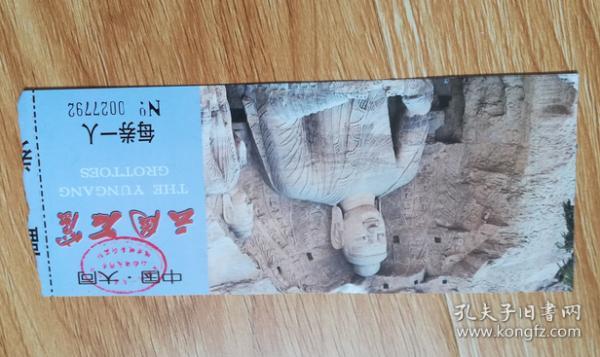 中国·大同
云冈石窟
THE YUNGANG
GROTTOES
每券一人
№ 0027792
孔夫子旧书网
www.kongfz.com